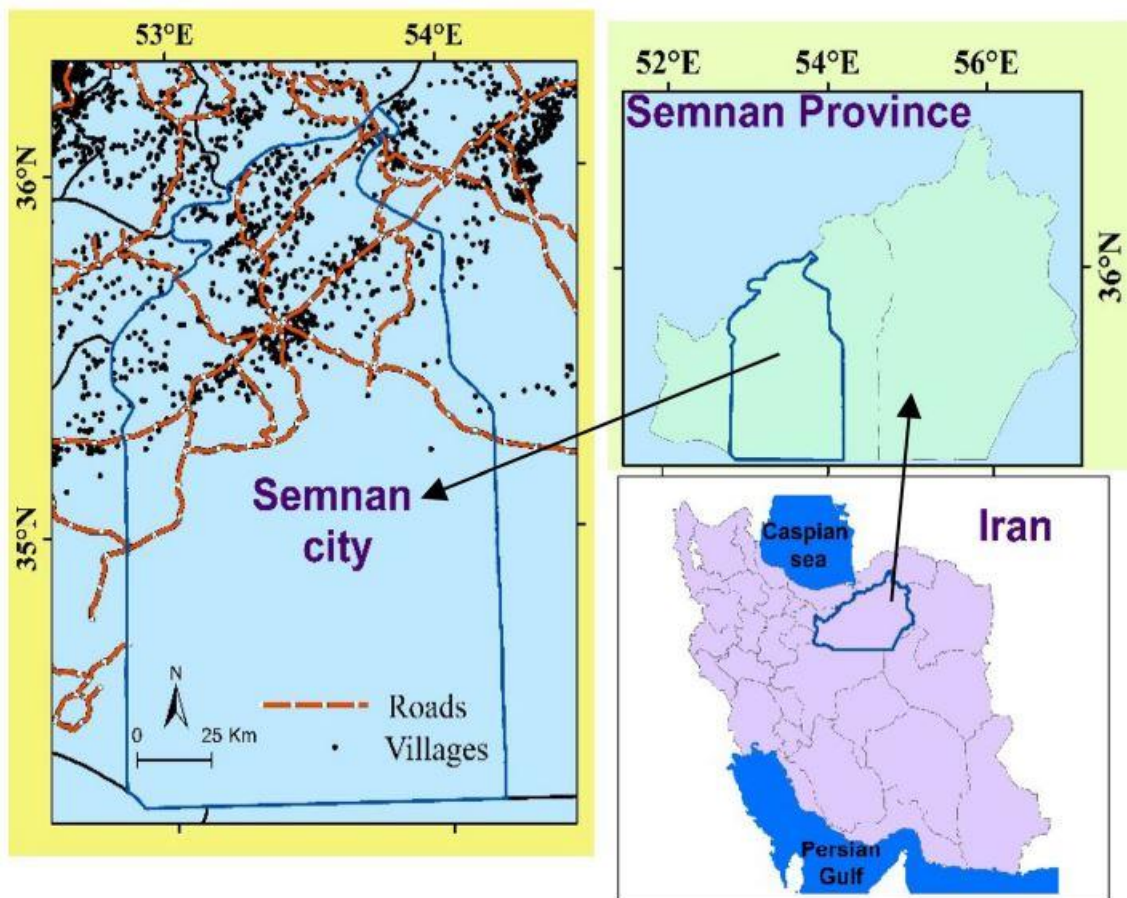 53°E 54°E
36°N
35°N
Semnan
city
N
0 25 Km
Roads
Villages
52°E 54°E 56°E
Semnan Province
36°N
Iran
Caspian
sea
Persian
Gulf